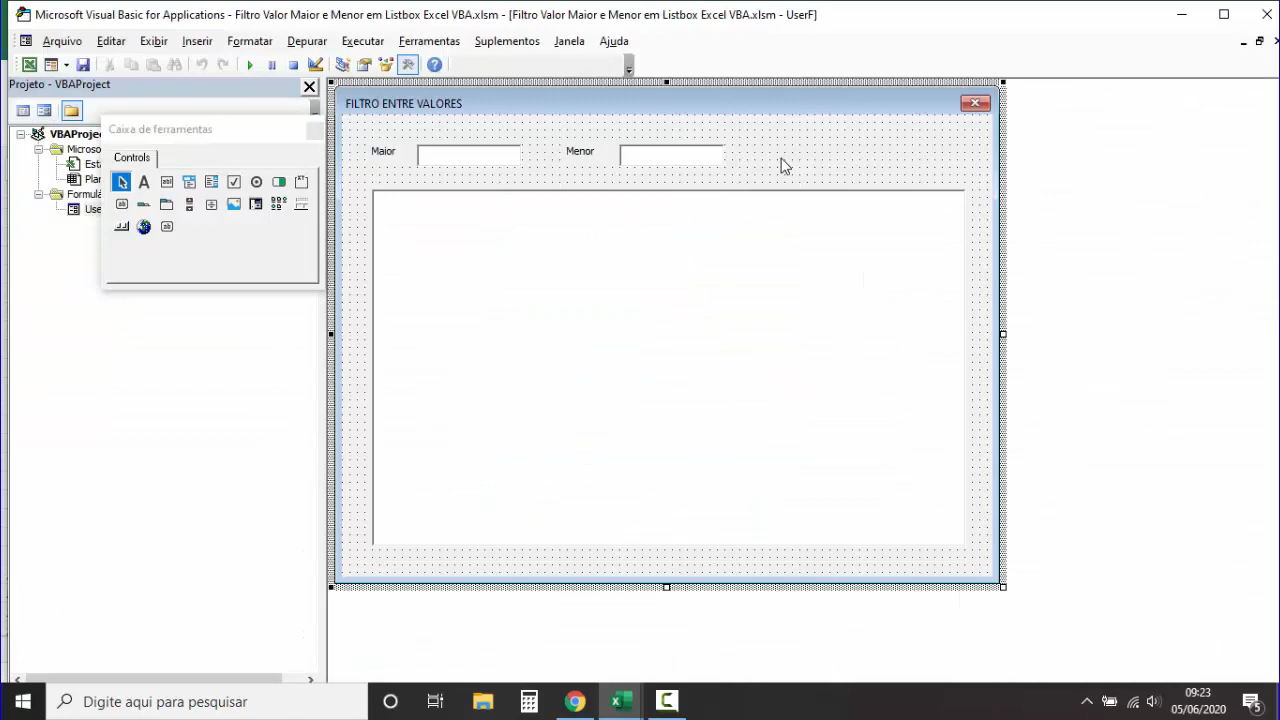 Microsoft Visual Basic for Applications - Filtro Valor Maior e Menor em Listbox Excel VBA.xlsm - [Filtro Valor Maior e Menor em Listbox Excel VBA.xlsm - UserF]
Arquivo Editar Exibir Inserir Formatar Depurar Executar Ferramentas Suplementos Janela Ajuda
Projeto - VBAProject
VBAProje
Microso
Esta
Plan
Formulá
Use
Caixa de ferramentas
Controls
FILTRO ENTRE VALORES
Maior
Menor
Digite aqui para pesquisar
09:23
05/06/2020
5